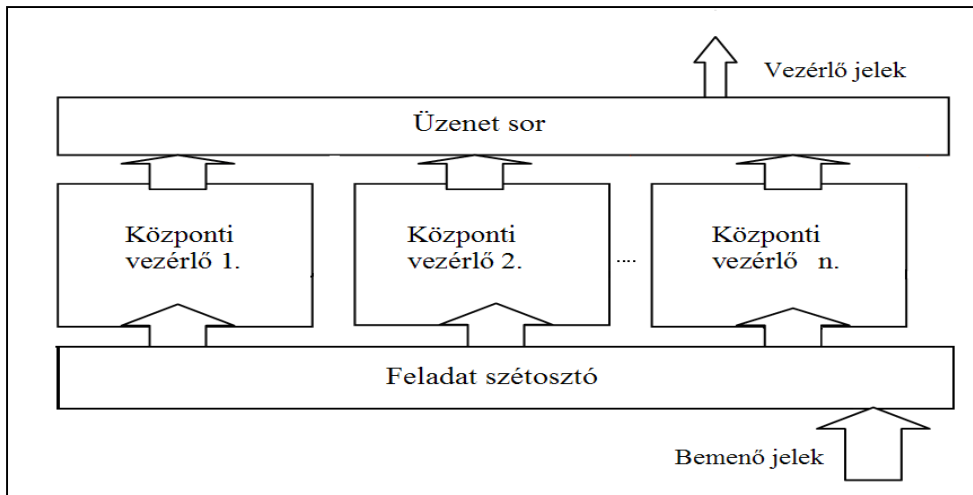 Vezérlő jelek
Üzenet sor
Központi
vezérlő 1.
Központi
vezérlő 2.
....
Központi
vezérlő n.
Feladat szétosztó
Bemenő jelek